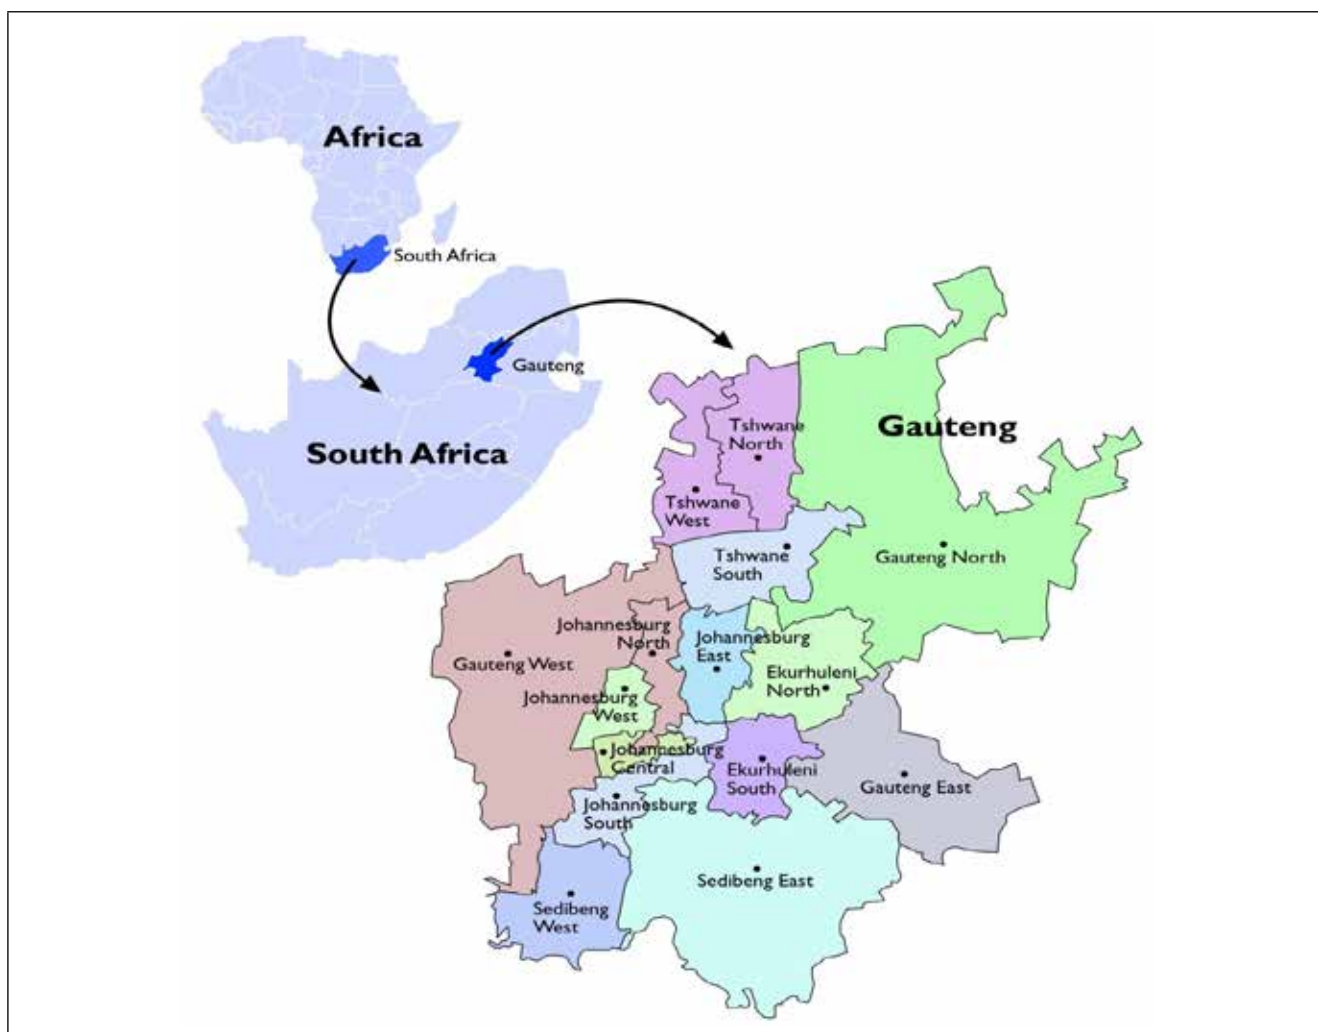 Africa
South Africa
Gauteng
South Africa
Gauteng
Tshwane
North
Tshwane
West
Tshwane
South
Gauteng North
Johannesburg
North
Johannesburg
East
Gauteng West
Ekurhuleni
North
Johannesburg
West
Johannesburg
Central
Ekurhuleni
South
Gauteng East
Johannesburg
South
Sedibeng East
Sedibeng
West